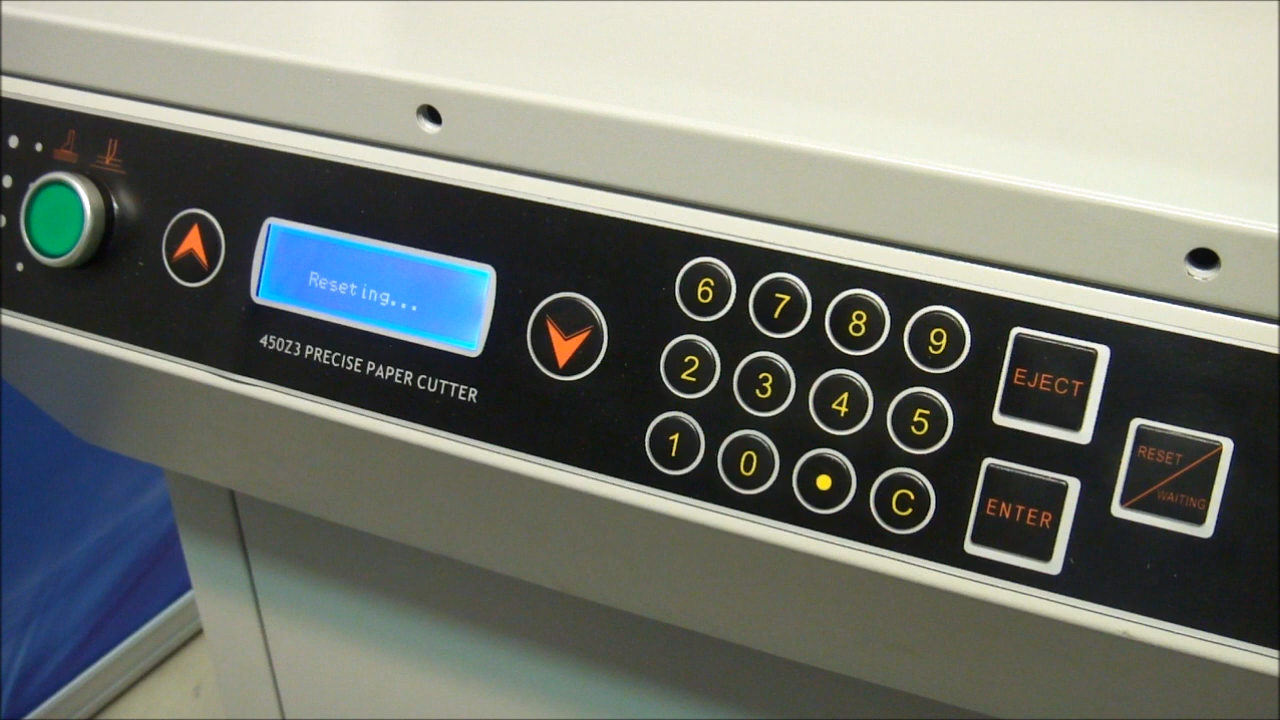 Reseting...
450Z3 PRECISE PAPER CUTTER
6 7 8 9
2 3 4 5
1 0 • C
EJECT
ENTER
RESET
WAITING